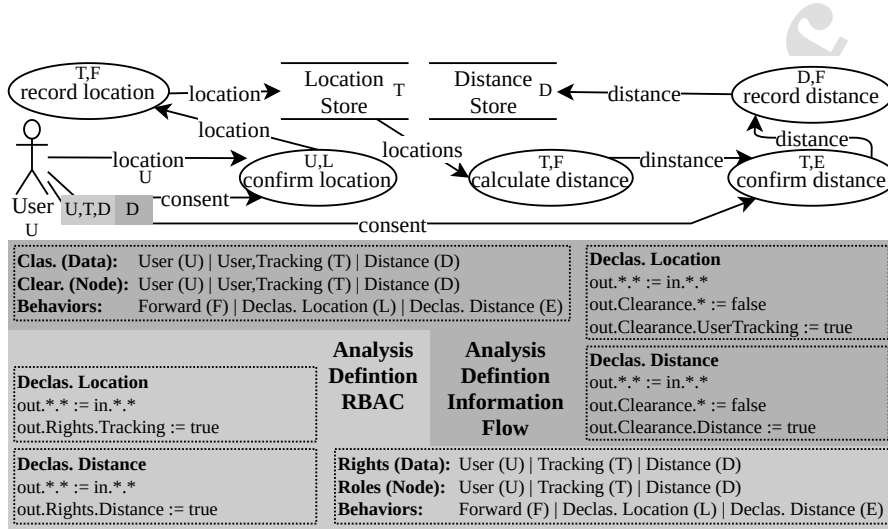 T,F
record location
location
Location
Store
T
Distance
Store
D
distance
D,F
record distance
location
locations
distance
location
U
U,L
confirm location
T,F
calculate distance
dinstance
T,E
confirm distance
User
U
U,T,D
D
consent
consent
Clas. (Data): User (U) | User,Tracking (T) | Distance (D)
Clear. (Node): User (U) | User,Tracking (T) | Distance (D)
Behaviors: Forward (F) | Declas. Location (L) | Declas. Distance (E)
Declas. Location
out.*.* := in.*.*
out.Clearance.* := false
out.Clearance.UserTracking := true
Declas. Distance
out.*.* := in.*.*
out.Clearance.* := false
out.Clearance.Distance := true
Analysis
Defintion
RBAC
Analysis
Defintion
Information
Flow
Declas. Location
out.*.* := in.*.*
out.Rights.Tracking := true
Declas. Distance
out.*.* := in.*.*
out.Rights.Distance := true
Rights (Data): User (U) | Tracking (T) | Distance (D)
Roles (Node): User (U) | Tracking (T) | Distance (D)
Behaviors: Forward (F) | Declas. Location (L) | Declas. Distance (E)